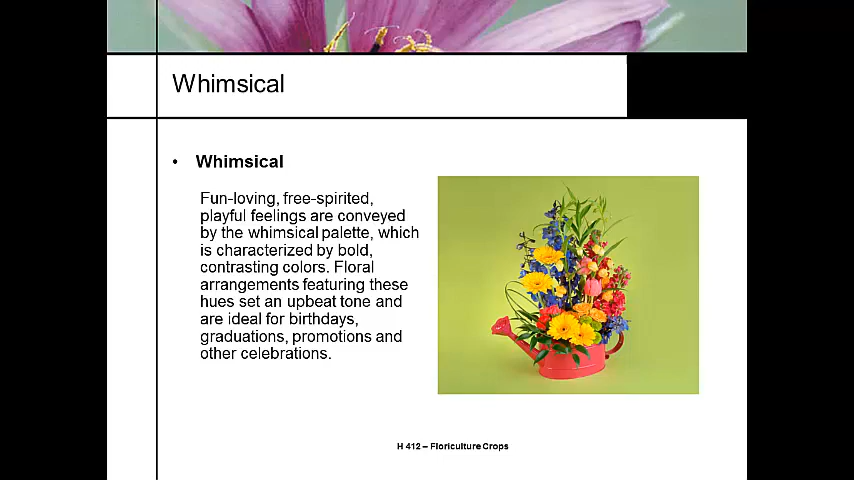 Whimsical
• Whimsical
Fun-loving, free-spirited,
playful feelings are conveyed
by the whimsical palette, which
is characterized by bold,
contrasting colors. Floral
arrangements featuring these
hues set an upbeat tone and
are ideal for birthdays,
graduations, promotions and
other celebrations.
H 412 – Floriculture Crops